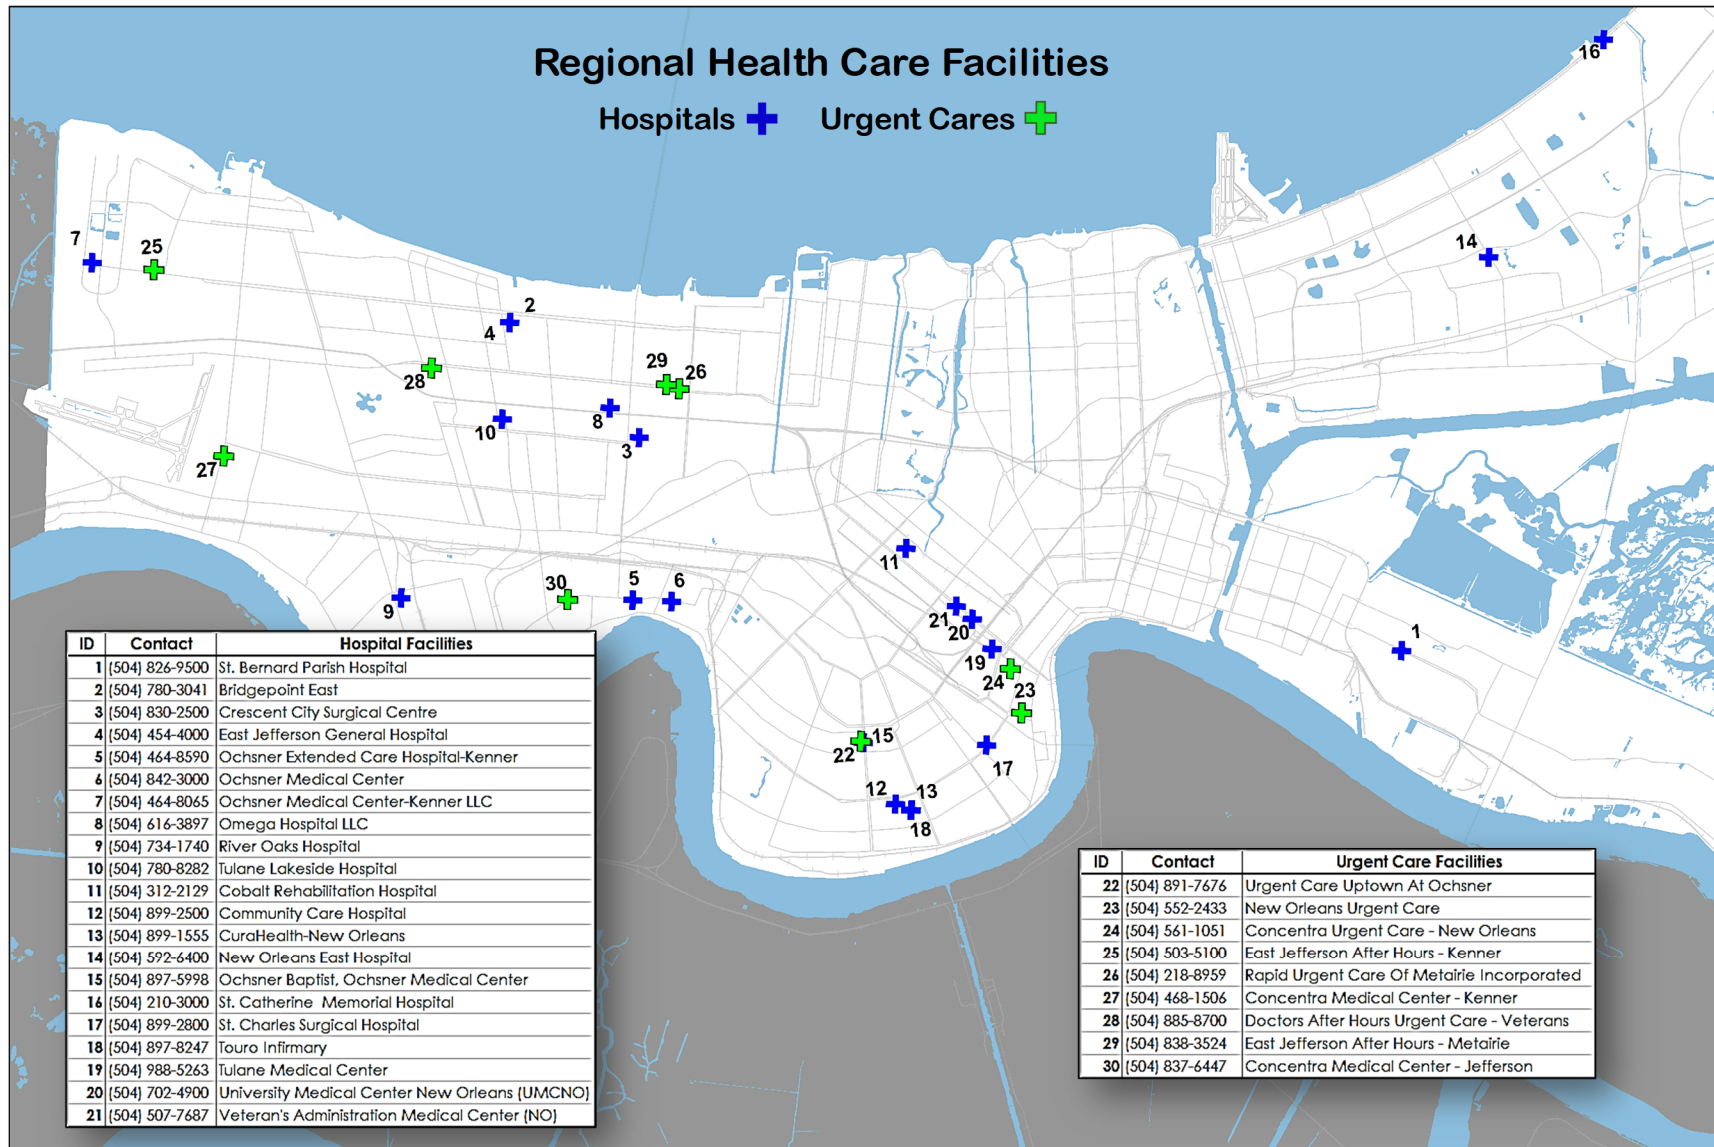 Regional Health Care Facilities
Hospitals Urgent Cares
16
7
25
14
2
4
29
26
28
8
10
3
27
11
30
5
6
9
21
20
1
19
24
23
15
22
17
12
13
18
ID Contact Hospital Facilities
1 (504) 826-9500 St. Bernard Parish Hospital
2 (504) 780-3041 Bridgepoint East
3 (504) 830-2500 Crescent City Surgical Centre
4 (504) 454-4000 East Jefferson General Hospital
5 (504) 464-8590 Ochsner Extended Care Hospital-Kenner
6 (504) 842-3000 Ochsner Medical Center
7 (504) 464-8065 Ochsner Medical Center-Kenner LLC
8 (504) 616-3897 Omega Hospital LLC
9 (504) 734-1740 River Oaks Hospital
10 (504) 780-8282 Tulane Lakeside Hospital
11 (504) 312-2129 Cobalt Rehabilitation Hospital
12 (504) 899-2500 Community Care Hospital
13 (504) 899-1555 CuraHealth-New Orleans
14 (504) 592-6400 New Orleans East Hospital
15 (504) 897-5998 Ochsner Baptist, Ochsner Medical Center
16 (504) 210-3000 St. Catherine Memorial Hospital
17 (504) 899-2800 St. Charles Surgical Hospital
18 (504) 897-8247 Touro Infirmary
19 (504) 988-5263 Tulane Medical Center
20 (504) 702-4900 University Medical Center New Orleans (UMCNO)
21 (504) 507-7687 Veteran's Administration Medical Center (NO)
ID Contact Urgent Care Facilities
22 (504) 891-7676 Urgent Care Uptown At Ochsner
23 (504) 552-2433 New Orleans Urgent Care
24 (504) 561-1051 Concentra Urgent Care - New Orleans
25 (504) 503-5100 East Jefferson After Hours - Kenner
26 (504) 218-8959 Rapid Urgent Care Of Metairie Incorporated
27 (504) 468-1506 Concentra Medical Center - Kenner
28 (504) 885-8700 Doctors After Hours Urgent Care - Veterans
29 (504) 838-3524 East Jefferson After Hours - Metairie
30 (504) 837-6447 Concentra Medical Center - Jefferson